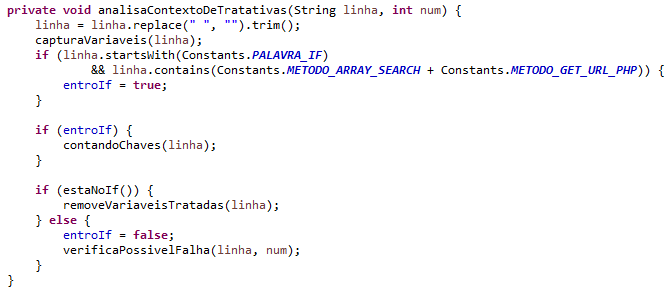 private void analisaContextoDeTratativas(String linha, int num) {
linha = linha.replace(" ", "").trim();
capturaVariaveis(linha);
if (linha.startsWith(Constants.PALAVRA_IF)
&& linha.contains(Constants.METODO_ARRAY_SEARCH + Constants.METODO_GET_URL_PHP)) {
entroIf = true;
}
if (entroIf) {
contandoChaves(linha);
}
if (estaNoIf()) {
removeVariaveisTratadas(linha);
} else {
entroIf = false;
verificaPossivelFalha(linha, num);
}
}